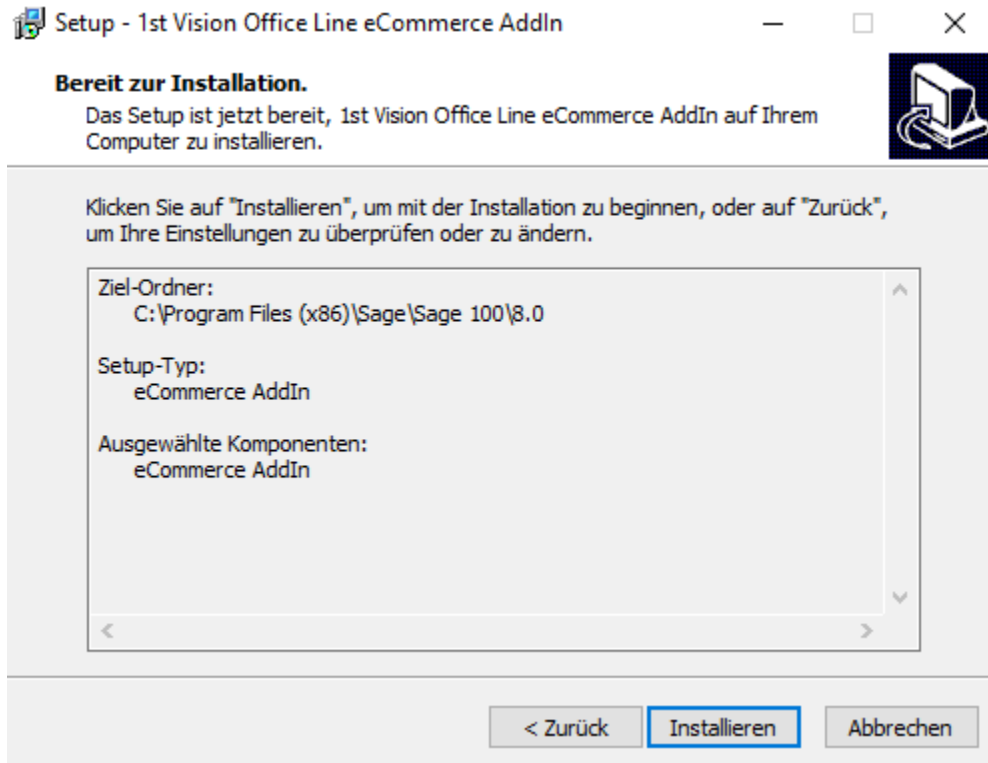 Setup - 1st Vision Office Line eCommerce AddIn
Bereit zur Installation.
Das Setup ist jetzt bereit, 1st Vision Office Line eCommerce AddIn auf Ihrem
Computer zu installieren.
Klicken Sie auf "Installieren", um mit der Installation zu beginnen, oder auf "Zurück",
um Ihre Einstellungen zu überprüfen oder zu ändern.
Ziel-Ordner:
C:\Program Files (x86)\Sage\Sage 100\8.0
Setup-Typ:
eCommerce AddIn
Ausgewählte Komponenten:
eCommerce AddIn
< Zurück
Installieren
Abbrechen